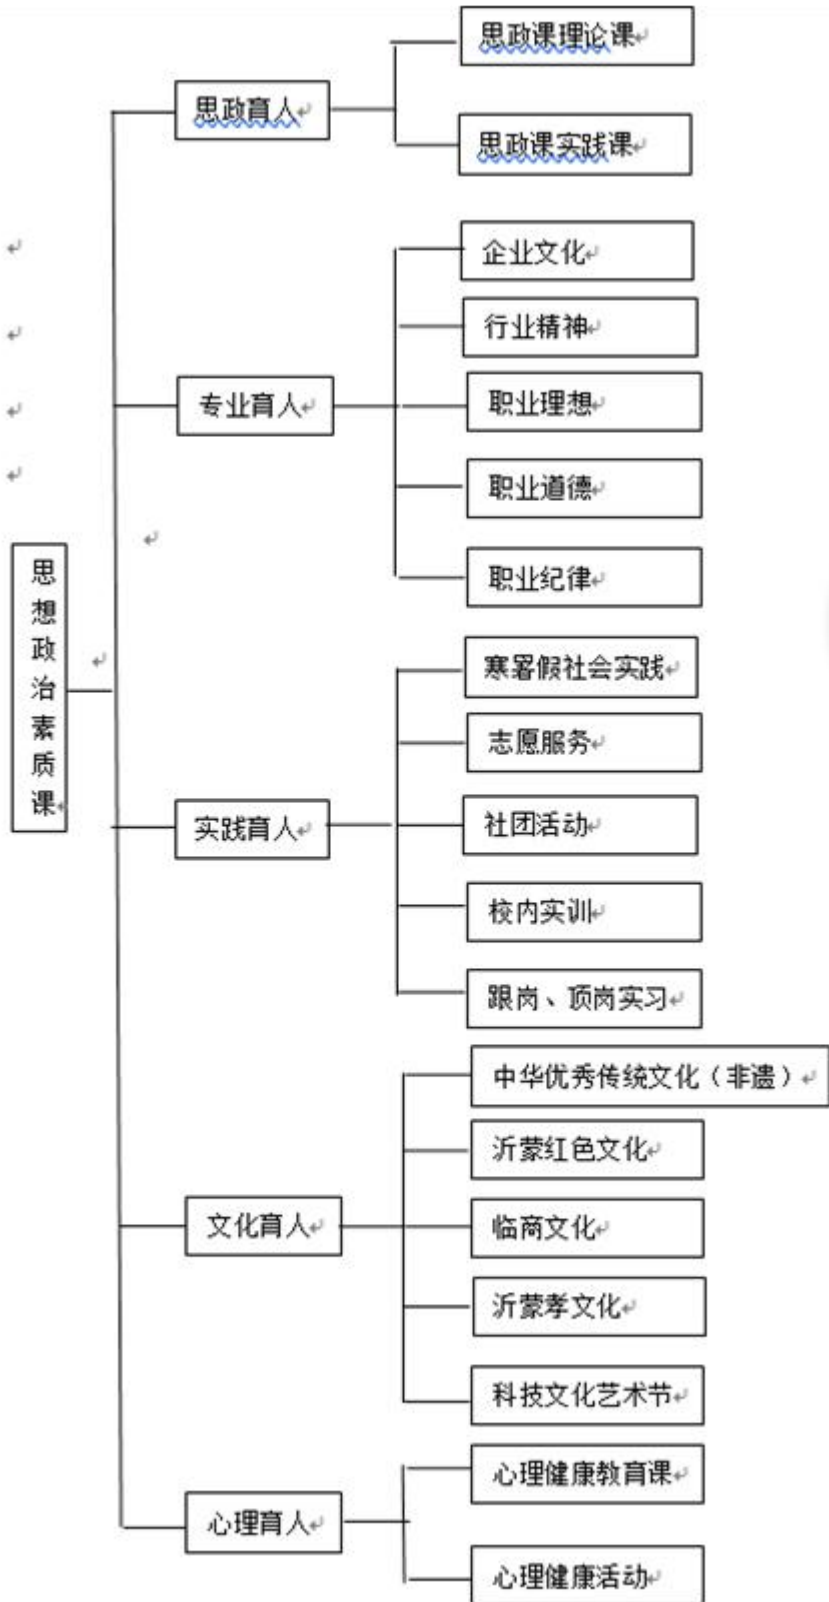 思想政治素质课
思政育人
思政课理论课
思政课实践课
专业育人
企业文化
行业精神
职业理想
职业道德
职业纪律
实践育人
寒署假社会实践
志愿服务
社团活动
校内实训
跟岗、顶岗实习
文化育人
中华优秀传统文化（非遗）
沂蒙红色文化
临商文化
沂蒙孝文化
科技文化艺术节
心理育人
心理健康教育课
心理健康活动